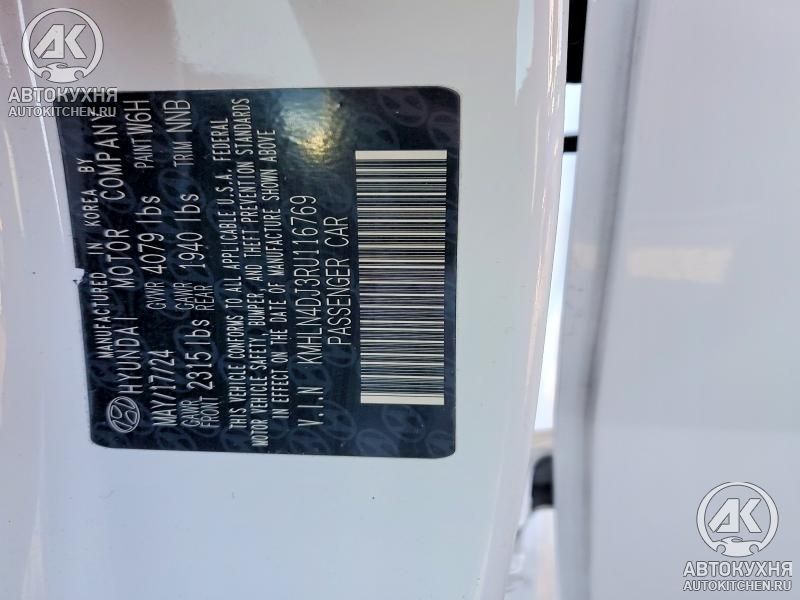 MANUFACTURED IN KOREA BY
HYUNDAI MOTOR COMPANY
MAY/17/24 GVWR 4079 lbs PAINT W6H
GAWR FRONT 2315 lbs GAWR REAR 1940 lbs TRIM NNB
THIS VEHICLE CONFORMS TO ALL APPLICABLE U.S.A. FEDERAL
MOTOR VEHICLE SAFETY, BUMPER, AND THEFT PREVENTION STANDARDS
IN EFFECT ON THE DATE OF MANUFACTURE SHOWN ABOVE
V.I.N KMHLN4DJ3RU116769
PASSENGER CAR
АК
АВТОКУХНЯ
AUTOKITCHEN.RU
АК
АВТОКУХНЯ
AUTOKITCHEN.RU